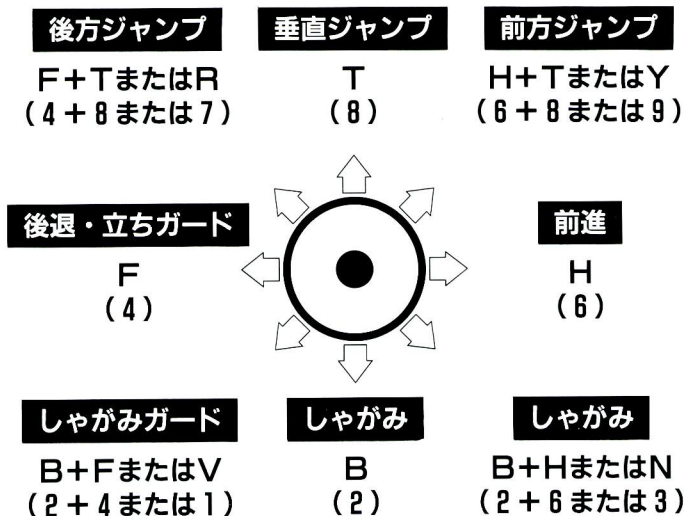 後方ジャンプ
F+TまたはR
(4+8または7)
垂直ジャンプ
T
(8)
前方ジャンプ
H+TまたはY
(6+8または9)
後退・立ちガード
F
(4)
前進
H
(6)
しゃがみガード
B+FまたはV
(2+4または1)
しゃがみ
B
(2)
しゃがみ
B+HまたはN
(2+6または3)